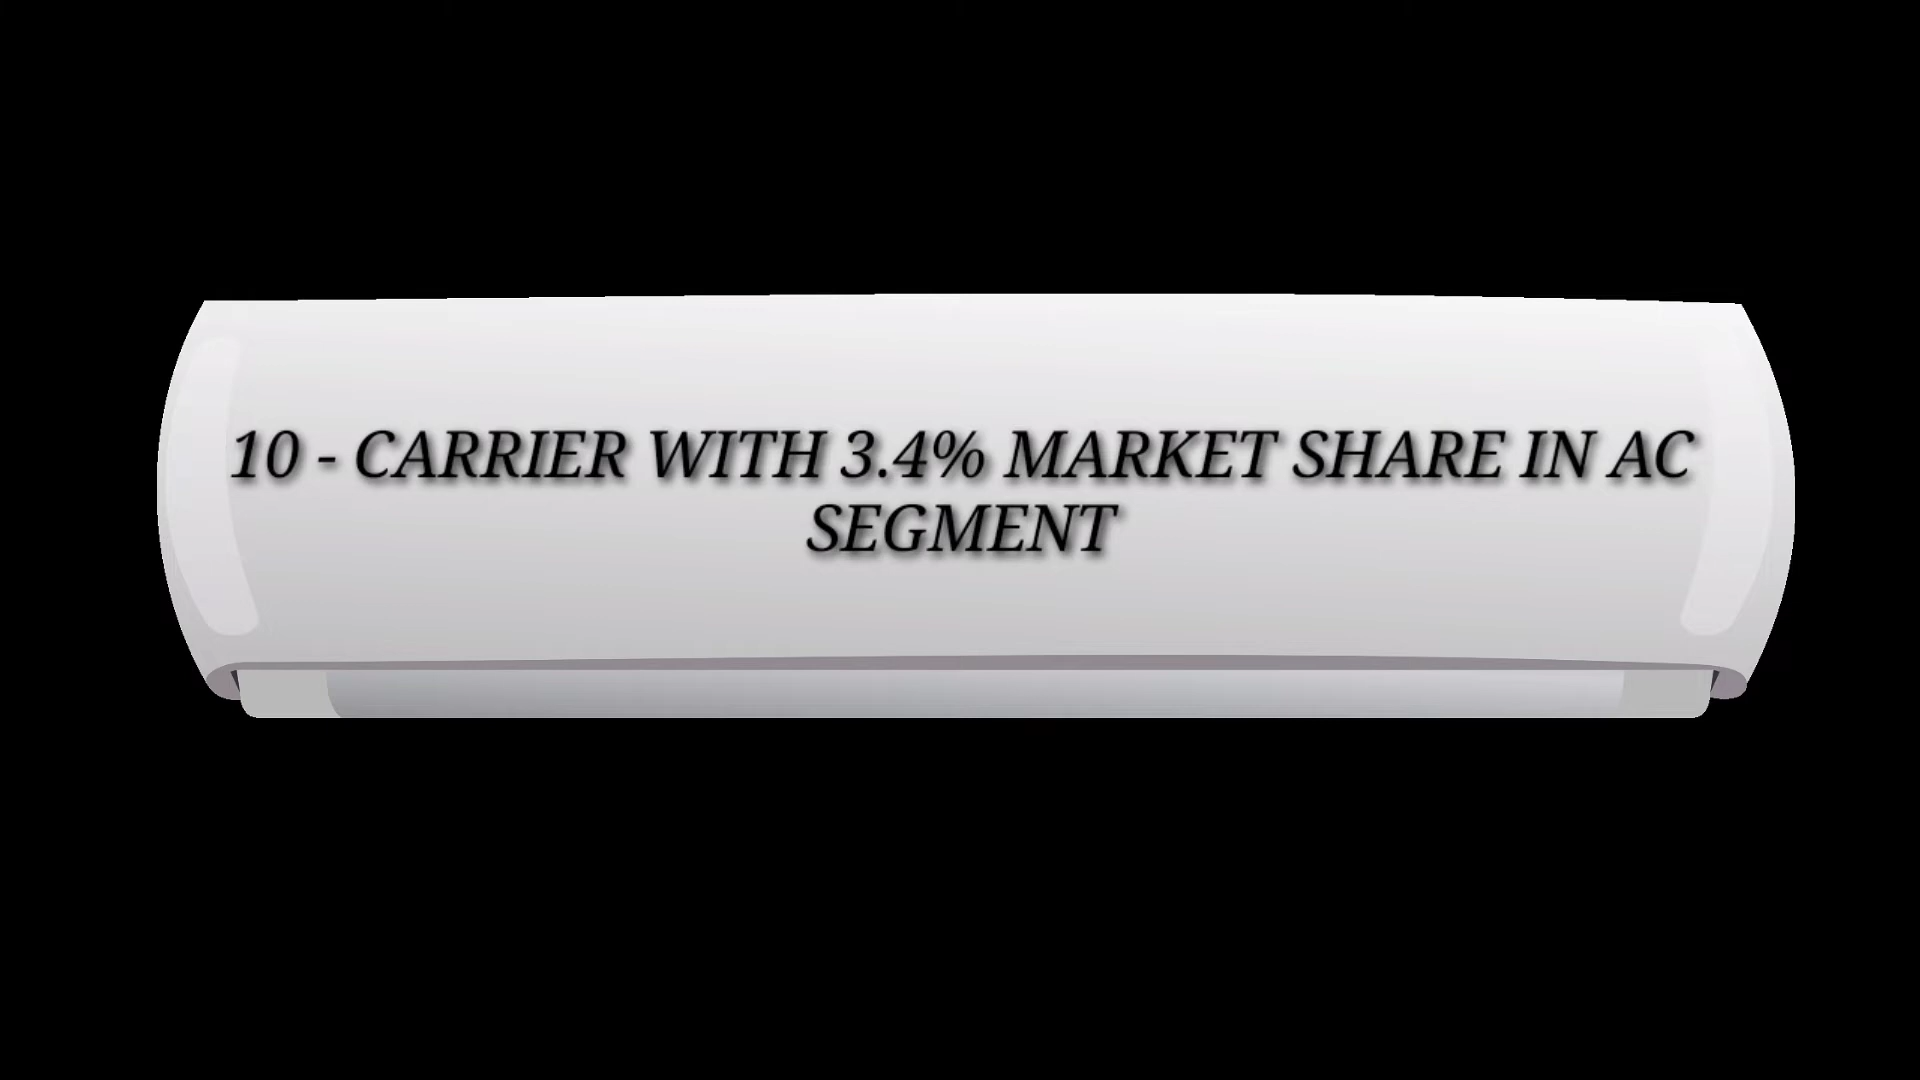 10 - CARRIER WITH 3.4% MARKET SHARE IN AC
SEGMENT